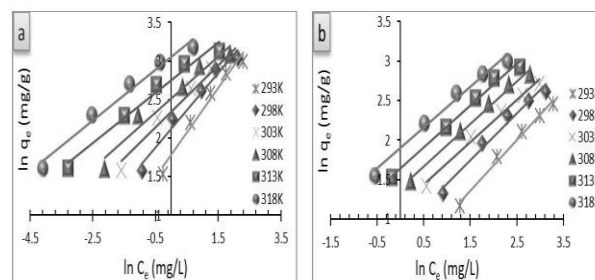 a
ln qₑ (mg/g)
3.5
3
2.5
2
1.5
1
-4.5 -2.5 -0.5 1.5 3.5
ln Cₑ (mg/L)
293K
298K
303K
308K
313K
318K
b
ln qₑ (mg/g)
3.5
3
2.5
2
1.5
1
-1.5 -0.5 0.5 1.5 2.5 3.5
ln Cₑ (mg/L)
293
298
303
308
313
318